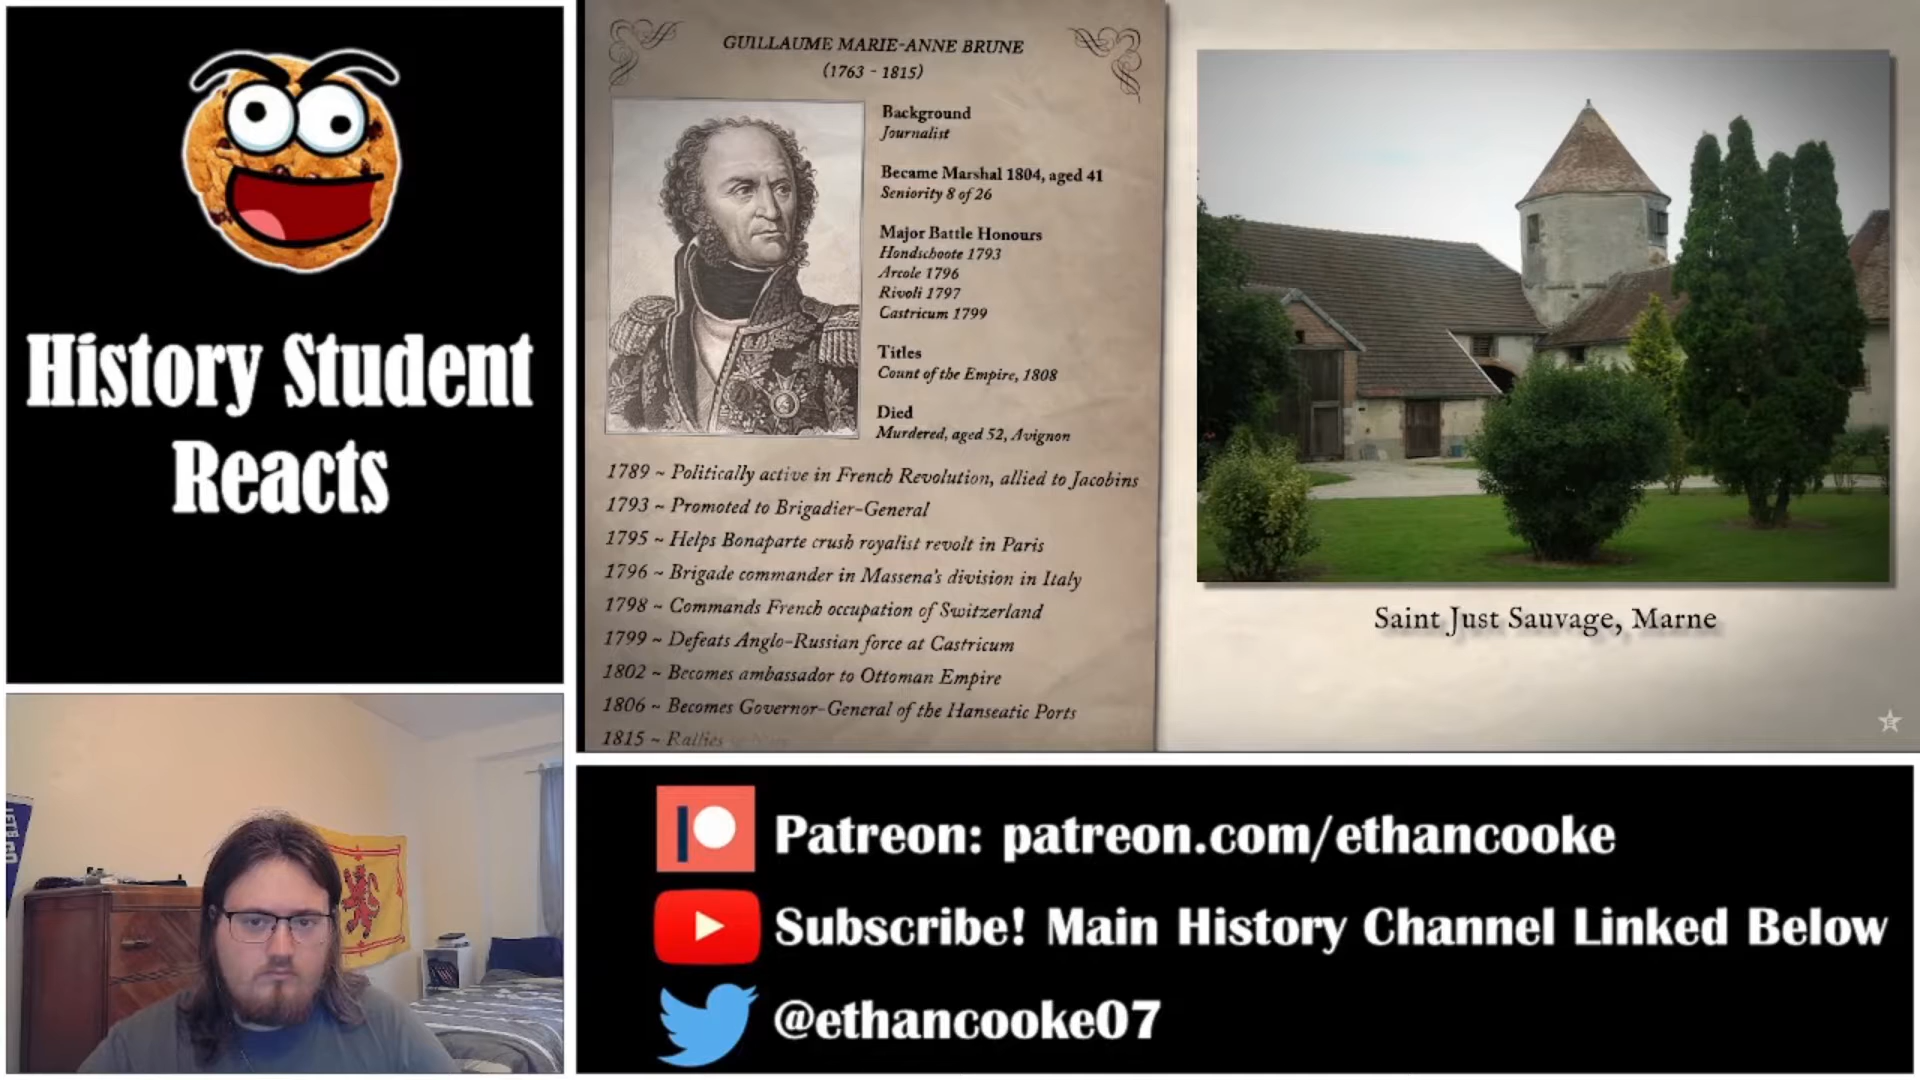 History Student
Reacts
LET'S GO
GUILLAUME MARIE-ANNE BRUNE
(1763 - 1815)
Background
Journalist
Became Marshal 1804, aged 41
Seniority 8 of 26
Major Battle Honours
Hondschoote 1793
Arcole 1796
Rivoli 1797
Castricum 1799
Titles
Count of the Empire, 1808
Died
Murdered, aged 52, Avignon
1789 ~ Politically active in French Revolution, allied to Jacobins
1793 ~ Promoted to Brigadier-General
1795 ~ Helps Bonaparte crush royalist revolt in Paris
1796 ~ Brigade commander in Massena's division in Italy
1798 ~ Commands French occupation of Switzerland
1799 ~ Defeats Anglo-Russian force at Castricum
1802 ~ Becomes ambassador to Ottoman Empire
1806 ~ Becomes Governor-General of the Hanseatic Ports
1815 ~ Rallies
Saint Just Sauvage, Marne
Patreon: patreon.com/ethancooke
Subscribe! Main History Channel Linked Below
@ethancooke07